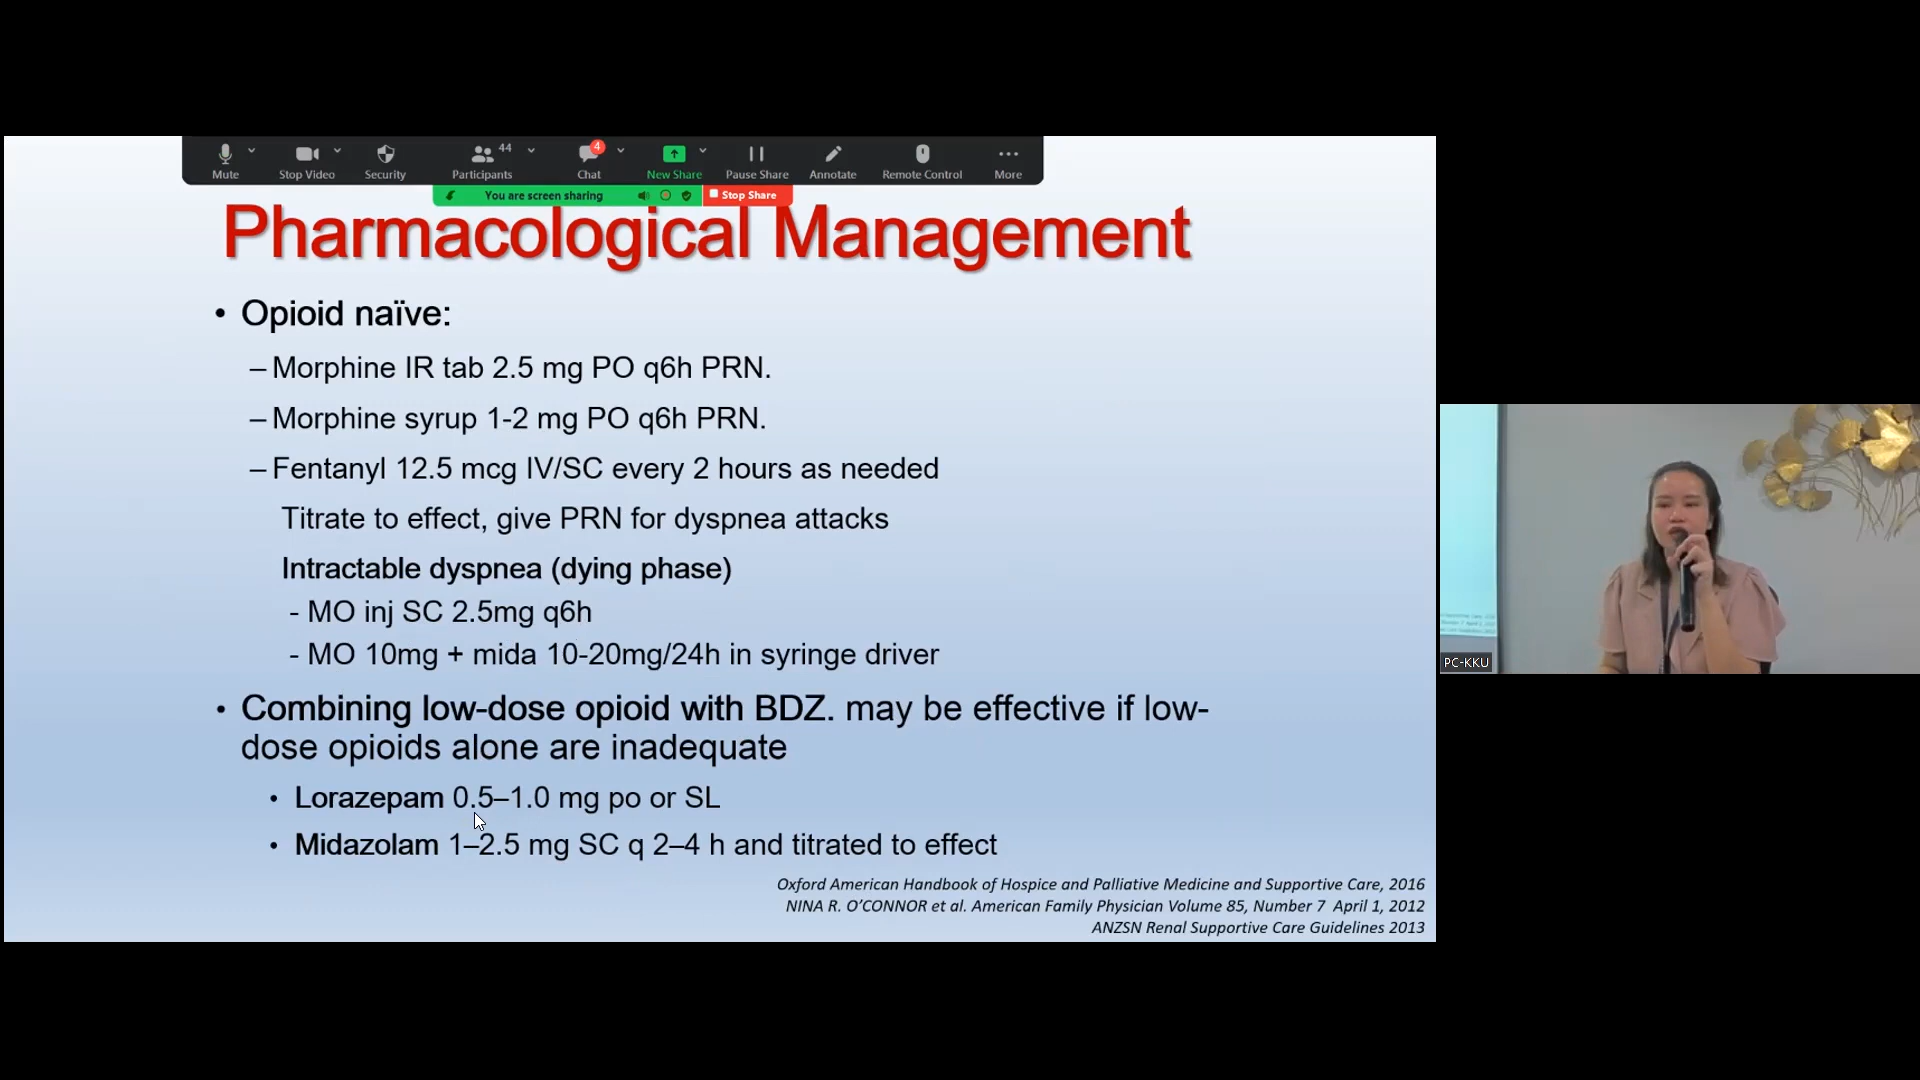 Mute
Stop Video
Security
44
Participants
4
Chat
New Share
Pause Share
Annotate
Remote Control
More
You are screen sharing
Stop Share
Pharmacological Management
• Opioid naïve:
– Morphine IR tab 2.5 mg PO q6h PRN.
– Morphine syrup 1-2 mg PO q6h PRN.
– Fentanyl 12.5 mcg IV/SC every 2 hours as needed
Titrate to effect, give PRN for dyspnea attacks
Intractable dyspnea (dying phase)
- MO inj SC 2.5mg q6h
- MO 10mg + mida 10-20mg/24h in syringe driver
• Combining low-dose opioid with BDZ. may be effective if low-
dose opioids alone are inadequate
• Lorazepam 0.5–1.0 mg po or SL
• Midazolam 1–2.5 mg SC q 2–4 h and titrated to effect
Oxford American Handbook of Hospice and Palliative Medicine and Supportive Care, 2016
NINA R. O'CONNOR et al. American Family Physician Volume 85, Number 7 April 1, 2012
ANZSN Renal Supportive Care Guidelines 2013
PC-KKU